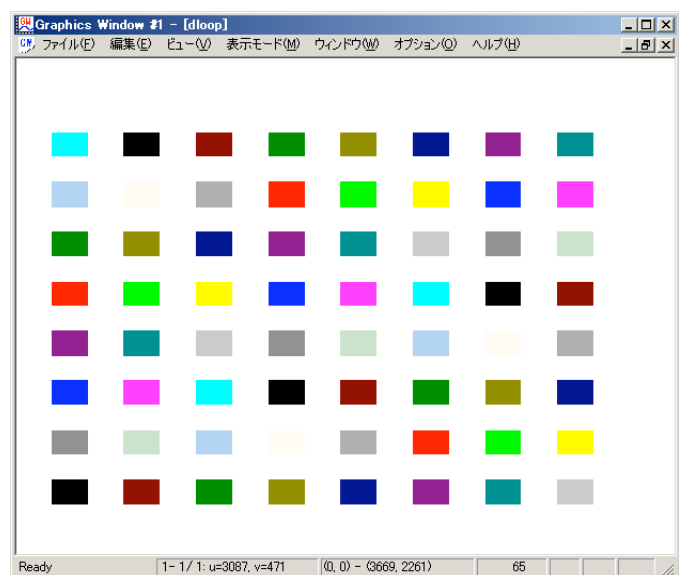 Graphics Window #1 - [dloop]
ファイル(F) 編集(E) ビュー(V) 表示モード(M) ウィンドウ(W) オプション(O) ヘルプ(H)
Ready 1- 1/ 1: u=3087, v=471 (0, 0) - (3669, 2261) 65